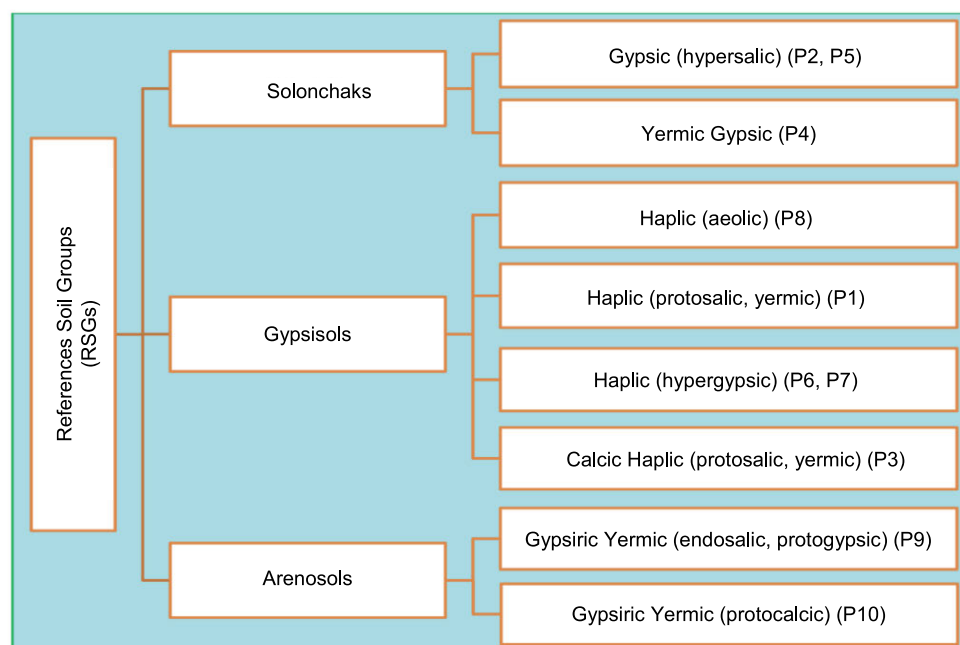 References Soil Groups
(RSGs)
Solonchaks
Gypsic (hypersalic) (P2, P5)
Yermic Gypsic (P4)
Gypsisols
Haplic (aeolic) (P8)
Haplic (protosalic, yermic) (P1)
Haplic (hypergypsic) (P6, P7)
Calcic Haplic (protosalic, yermic) (P3)
Arenosols
Gypsiric Yermic (endosalic, protogypsic) (P9)
Gypsiric Yermic (protocalcic) (P10)